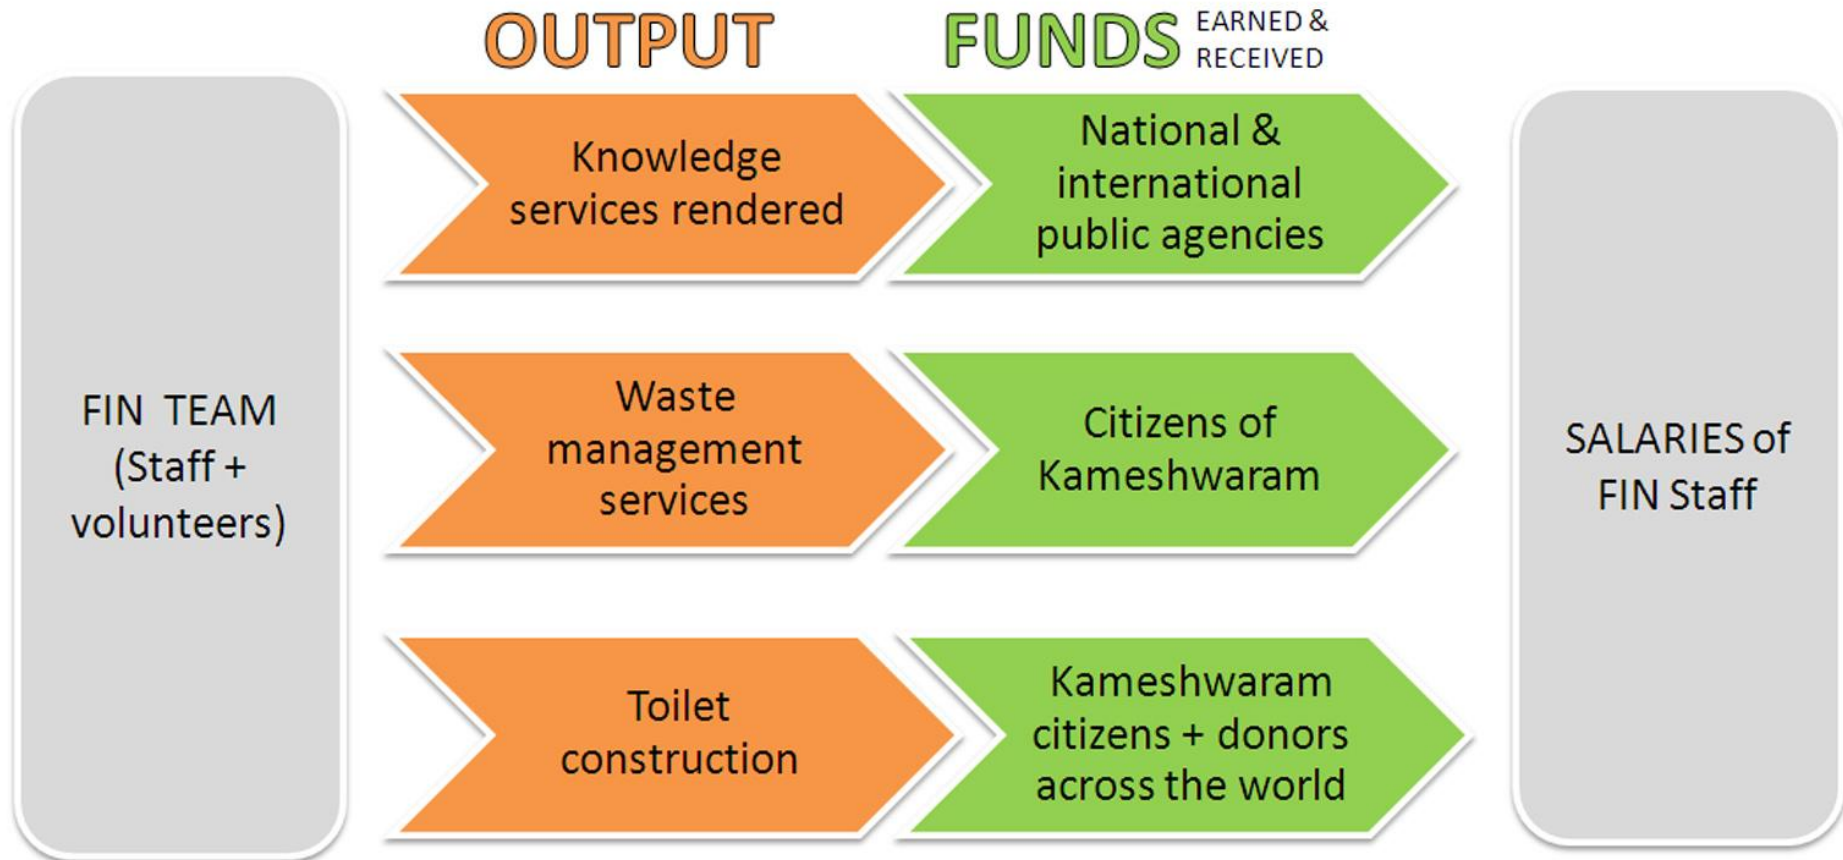 OUTPUT
FUNDS
EARNED &
RECEIVED
FIN TEAM
(Staff +
volunteers)
Knowledge
services rendered
National &
international
public agencies
Waste
management
services
Citizens of
Kameshwaram
Toilet
construction
Kameshwaram
citizens + donors
across the world
SALARIES of
FIN Staff